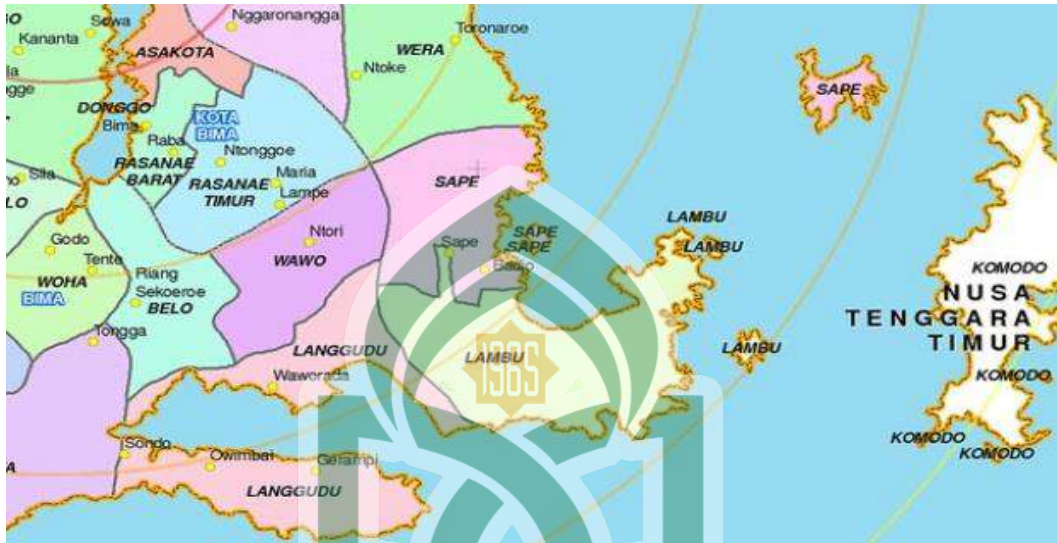 Sowa
Nggaronangga
Toronaroe
Kananta
ASAKOTA
WERA
Ntoke
SAPE
DONGGO
KOTA
BIMA
Bima
Raba
Ntonggoe
RASANAE
BARAT
Maria
RASANAE
TIMUR
Lampe
SAPE
Sila
LAMBU
LAMBU
SAPE
SAPE
Ntori
Sape
Godo
WAWO
Tente
WOHA
BIMA
Riang
Sekoeroe
BELO
KOMODO
NUSA
TENGGARA
TIMUR
Tongga
LANGGUDU
LAMBU
1985
LAMBU
Waworada
KOMODO
KOMODO
KOMODO
Sondo
Owimbai
Gerampi
LANGGUDU